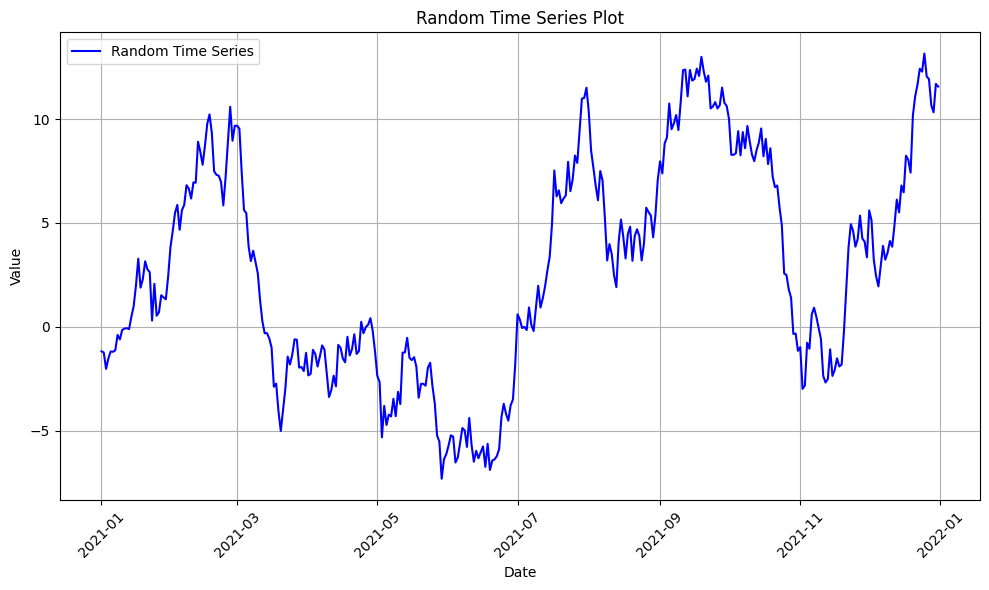 Random Time Series Plot
Random Time Series
Value
10
5
0
−5
2021-01
2021-03
2021-05
2021-07
2021-09
2021-11
2022-01
Date